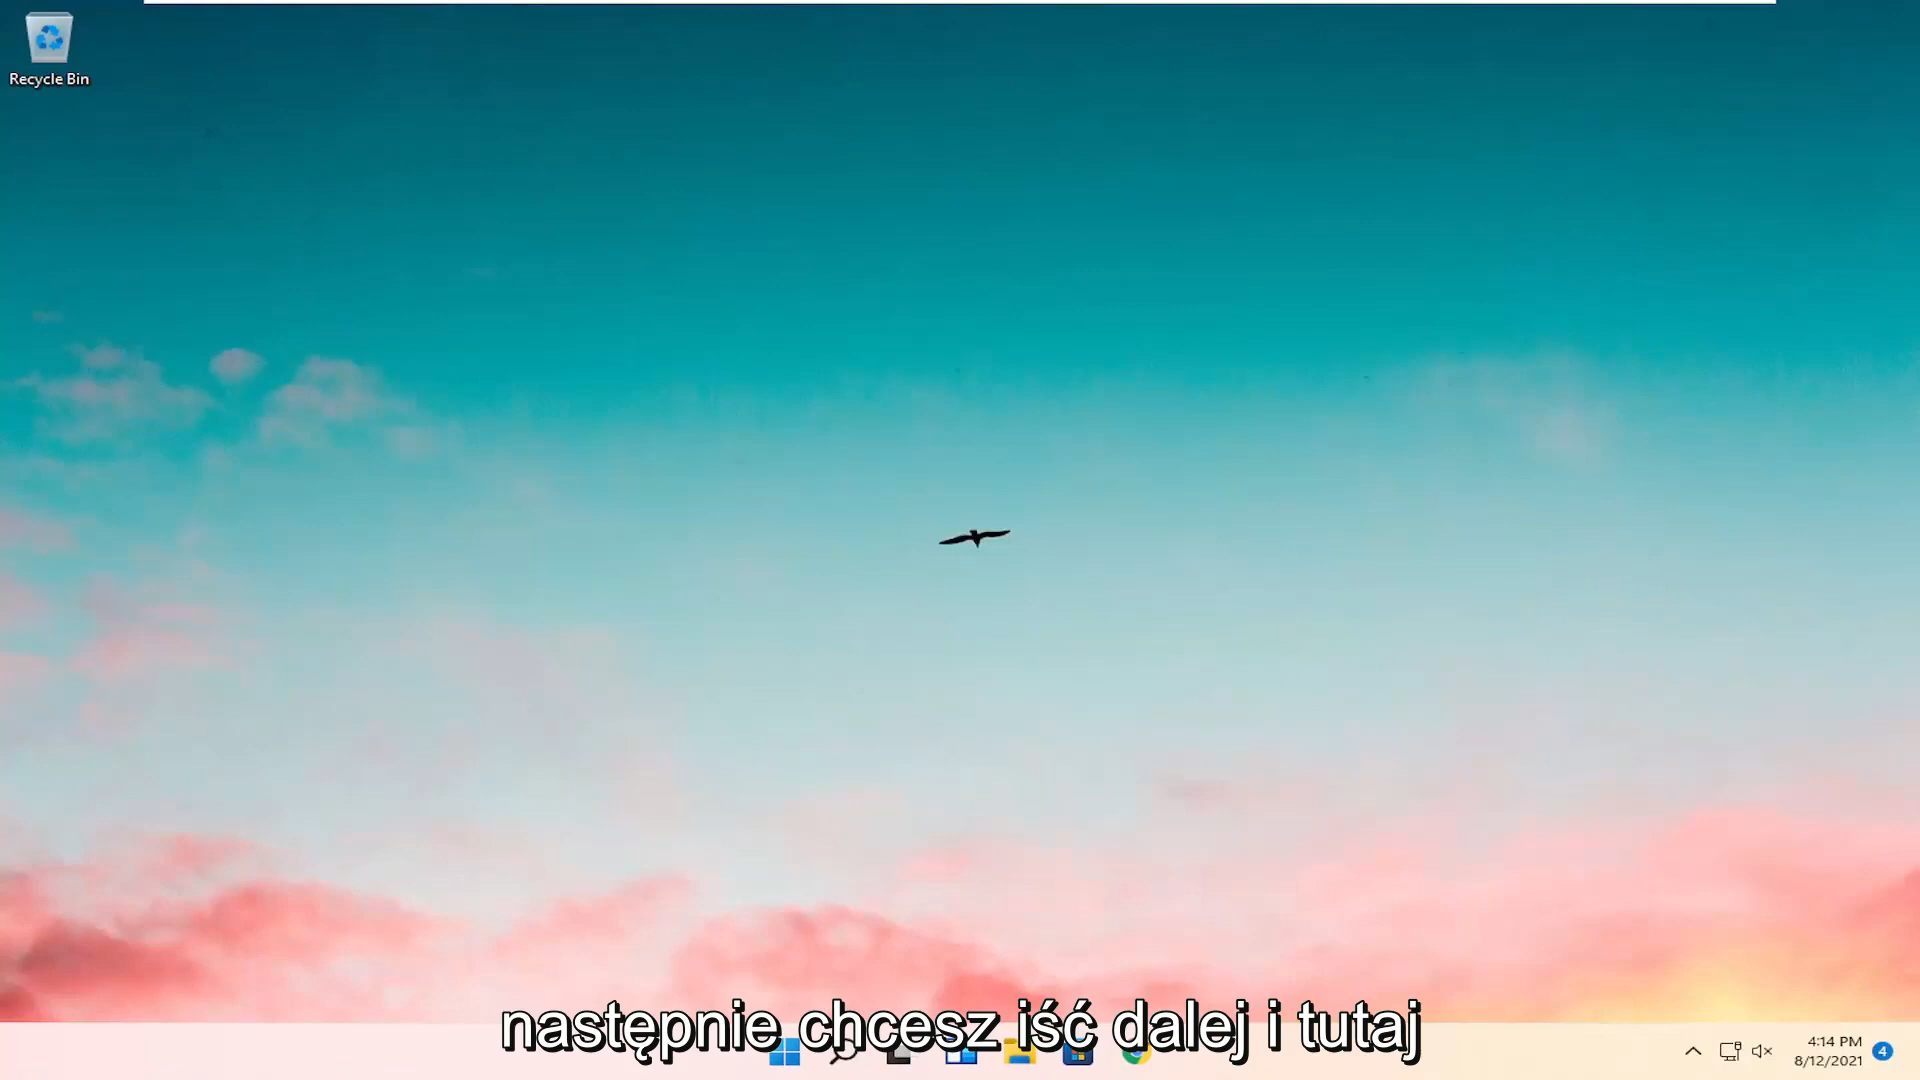 Recycle Bin
następnie chcesz iść dalej i tutaj
4:14 PM
8/12/2021
4